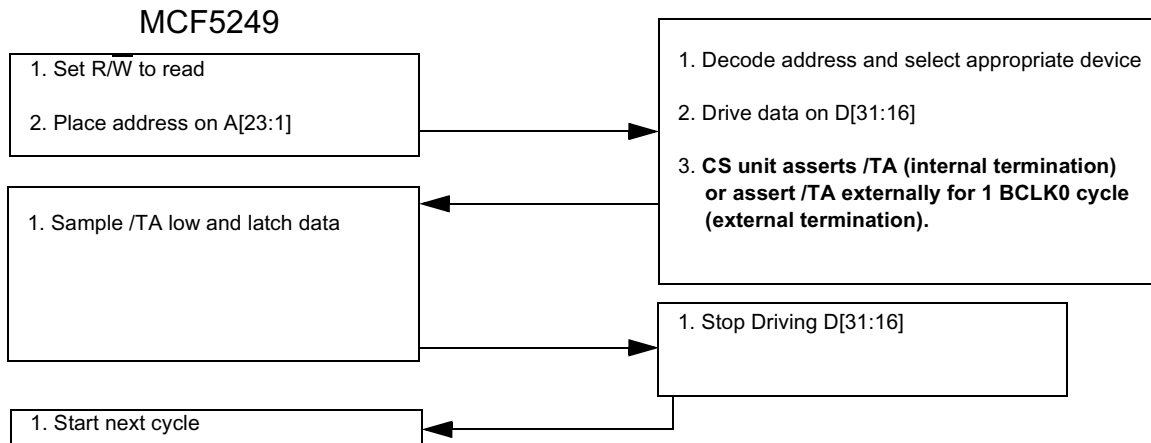 MCF5249
1. Set R/W̅ to read
2. Place address on A[23:1]
1. Decode address and select appropriate device
2. Drive data on D[31:16]
3. CS unit asserts /TA (internal termination)
or assert /TA externally for 1 BCLK0 cycle
(external termination).
1. Sample /TA low and latch data
1. Stop Driving D[31:16]
1. Start next cycle